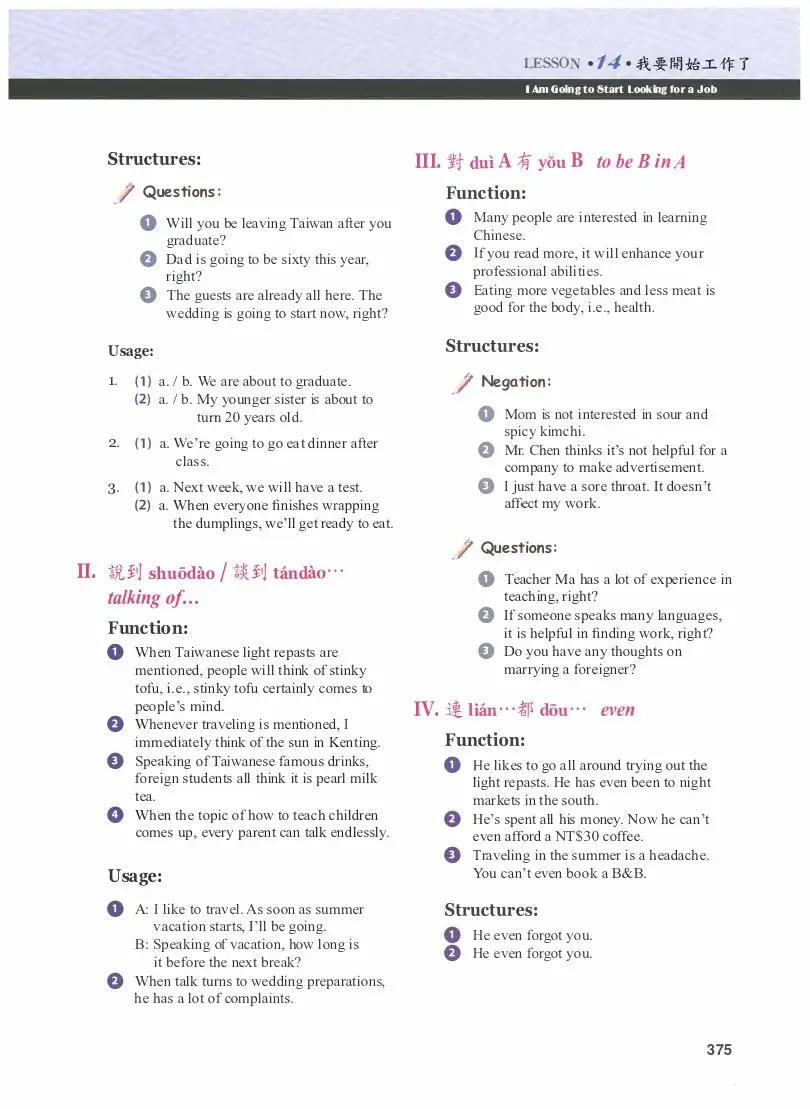 LESSON •14• 我要開始工作了
I Am Going to Start Looking for a Job
Structures:
Questions:
1 Will you be leaving Taiwan after you
graduate?
2 Dad is going to be sixty this year,
right?
3 The guests are already all here. The
wedding is going to start now, right?
Usage:
1. (1) a. / b. We are about to graduate.
(2) a. / b. My younger sister is about to
turn 20 years old.
2. (1) a. We’re going to go eat dinner after
class.
3. (1) a. Next week, we will have a test.
(2) a. When everyone finishes wrapping
the dumplings, we’ll get ready to eat.
II. 說到 shuōdào / 談到 tándào…
talking of…
Function:
1 When Taiwanese light repasts are
mentioned, people will think of stinky
tofu, i.e., stinky tofu certainly comes to
people’s mind.
2 Whenever traveling is mentioned, I
immediately think of the sun in Kenting.
3 Speaking of Taiwanese famous drinks,
foreign students all think it is pearl milk
tea.
4 When the topic of how to teach children
comes up, every parent can talk endlessly.
Usage:
1 A: I like to travel. As soon as summer
vacation starts, I’ll be going.
B: Speaking of vacation, how long is
it before the next break?
2 When talk turns to wedding preparations,
he has a lot of complaints.
III. 對 duì A 有 yǒu B to be B in A
Function:
1 Many people are interested in learning
Chinese.
2 If you read more, it will enhance your
professional abilities.
3 Eating more vegetables and less meat is
good for the body, i.e., health.
Structures:
Negation:
1 Mom is not interested in sour and
spicy kimchi.
2 Mr. Chen thinks it’s not helpful for a
company to make advertisement.
3 I just have a sore throat. It doesn’t
affect my work.
Questions:
1 Teacher Ma has a lot of experience in
teaching, right?
2 If someone speaks many languages,
it is helpful in finding work, right?
3 Do you have any thoughts on
marrying a foreigner?
IV. 連 lián…都 dōu… even
Function:
1 He likes to go all around trying out the
light repasts. He has even been to night
markets in the south.
2 He’s spent all his money. Now he can’t
even afford a NT$30 coffee.
3 Traveling in the summer is a headache.
You can’t even book a B&B.
Structures:
1 He even forgot you.
2 He even forgot you.
375